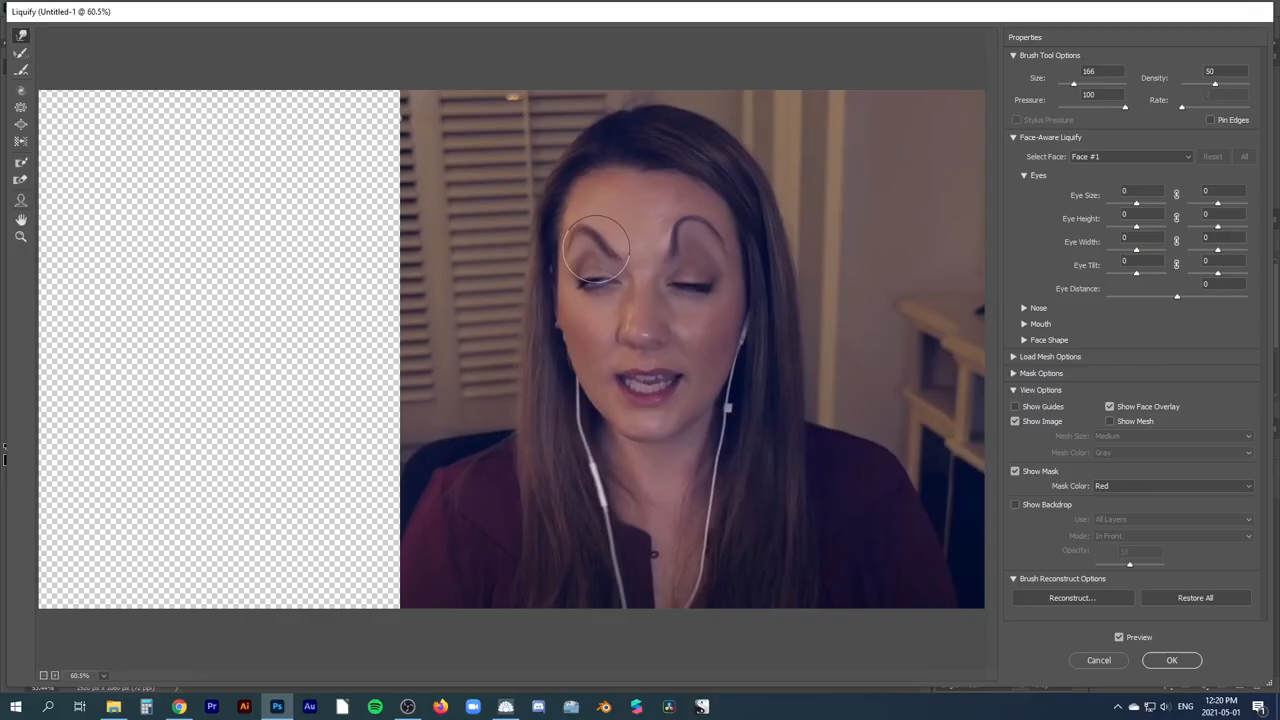 Liquify (Untitled-1 @ 60.5%)
Properties
Brush Tool Options
Size: 166 Density: 50
Pressure: 100 Rate:
Stylus Pressure Pin Edges
Face-Aware Liquify
Select Face: Face #1 Reset All
Eyes
Eye Size: 0 0
Eye Height: 0 0
Eye Width: 0 0
Eye Tilt: 0 0
Eye Distance: 0
Nose
Mouth
Face Shape
Load Mesh Options
Mask Options
View Options
Show Guides Show Face Overlay
Show Image Show Mesh
Mesh Size: Medium
Mesh Color: Gray
Show Mask
Mask Color: Red
Show Backdrop
Use: All Layers
Mode: In Front
Opacity: 50
Brush Reconstruct Options
Reconstruct... Restore All
Preview
Cancel OK
60.5%
Pr Ai Ps Au
ENG
12:20 PM
2021-05-01